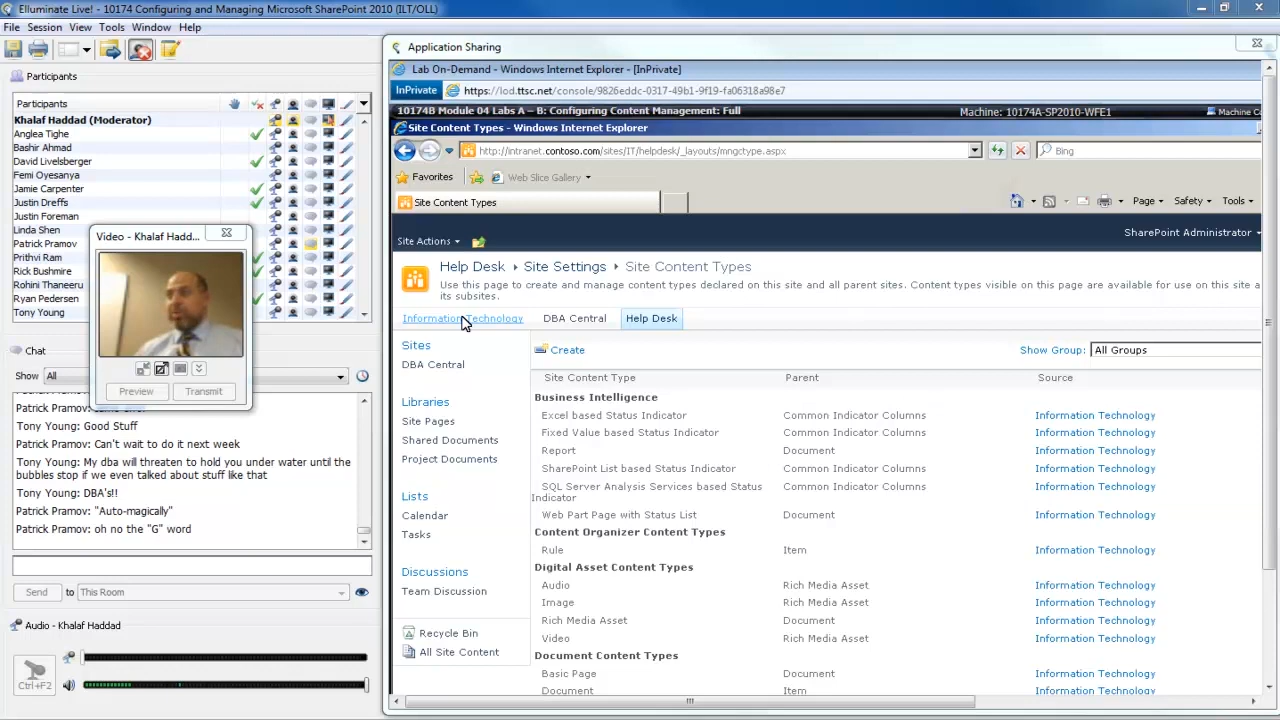 Elluminate Live! - 10174 Configuring and Managing Microsoft SharePoint 2010 (ILT/OLL)
File Session View Tools Window Help
Participants
Participants
Khalaf Haddad (Moderator)
Anglea Tighe
Bashir Ahmad
David Livelsberger
Femi Oyesanya
Jamie Carpenter
Justin Dreffs
Justin Foreman
Linda Shen
Patrick Pramov
Prithvi Ram
Rick Bushmire
Rohini Thaneeru
Ryan Pedersen
Tony Young
Video - Khalaf Hadd...
Preview Transmit
Chat
Show All
Tony Young: Good Stuff
Patrick Pramov: Can't wait to do it next week
Tony Young: My dba will threaten to hold you under water until the
bubbles stop if we even talked about stuff like that
Tony Young: DBA's!!
Patrick Pramov: "Auto-magically"
Patrick Pramov: oh no the "G" word
Send to This Room
Audio - Khalaf Haddad
Ctrl+F2
Application Sharing
Lab On-Demand - Windows Internet Explorer - [InPrivate]
InPrivate https://lod.ttsc.net/console/9826eddc-0317-49b1-9f19-fa06318a98e7
10174B Module 04 Labs A – B: Configuring Content Management: Full Machine: 10174A-SP2010-WFE1 Machine Co
Site Content Types - Windows Internet Explorer
http://intranet.contoso.com/sites/IT/helpdesk/_layouts/mngctype.aspx Bing
Favorites Web Slice Gallery
Site Content Types Page Safety Tools
Site Actions SharePoint Administrator
Help Desk Site Settings Site Content Types
Use this page to create and manage content types declared on this site and all parent sites. Content types visible on this page are available for use on this site a
its subsites.
Information Technology DBA Central Help Desk
Sites
DBA Central
Libraries
Site Pages
Shared Documents
Project Documents
Lists
Calendar
Tasks
Discussions
Team Discussion
Recycle Bin
All Site Content
Create Show Group: All Groups
Site Content Type Parent Source
Business Intelligence
Excel based Status Indicator Common Indicator Columns Information Technology
Fixed Value based Status Indicator Common Indicator Columns Information Technology
Report Document Information Technology
SharePoint List based Status Indicator Common Indicator Columns Information Technology
SQL Server Analysis Services based Status Common Indicator Columns Information Technology
Indicator
Web Part Page with Status List Document Information Technology
Content Organizer Content Types
Rule Item Information Technology
Digital Asset Content Types
Audio Rich Media Asset Information Technology
Image Rich Media Asset Information Technology
Rich Media Asset Document Information Technology
Video Rich Media Asset Information Technology
Document Content Types
Basic Page Document Information Technology
Document Item Information Technology